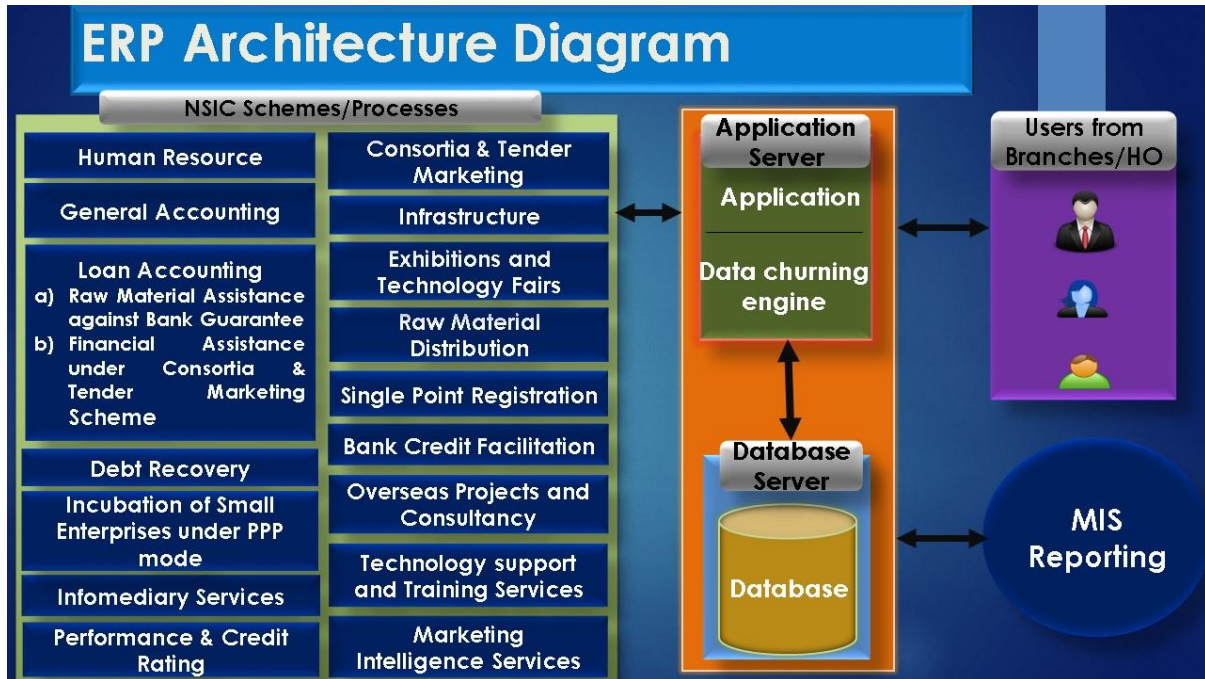 ERP Architecture Diagram
NSIC Schemes/Processes
Human Resource
General Accounting
Loan Accounting
a) Raw Material Assistance
against Bank Guarantee
b) Financial Assistance
under Consortia &
Tender Marketing
Scheme
Debt Recovery
Incubation of Small
Enterprises under PPP
mode
Infomediary Services
Performance & Credit
Rating
Consortia & Tender
Marketing
Infrastructure
Exhibitions and
Technology Fairs
Raw Material
Distribution
Single Point Registration
Bank Credit Facilitation
Overseas Projects and
Consultancy
Technology support
and Training Services
Marketing
Intelligence Services
Application
Server
Application
Data churning
engine
Database
Server
Database
Users from
Branches/HO
MIS
Reporting